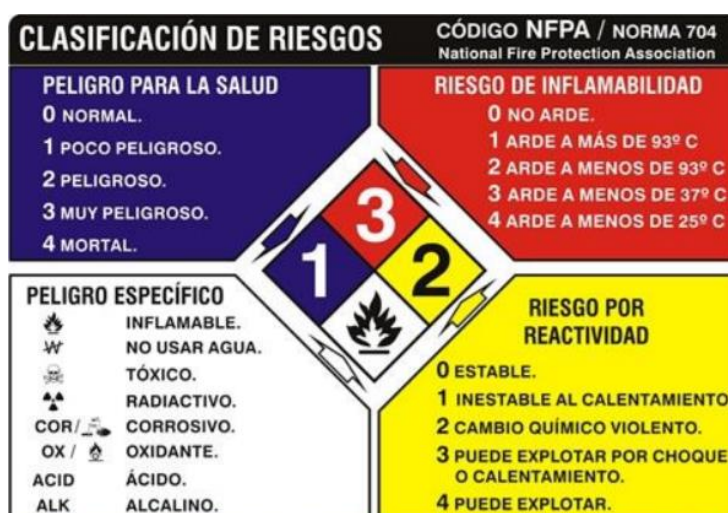 CLASIFICACIÓN DE RIESGOS
CÓDIGO NFPA / NORMA 704
National Fire Protection Association
PELIGRO PARA LA SALUD
0 NORMAL.
1 POCO PELIGROSO.
2 PELIGROSO.
3 MUY PELIGROSO.
4 MORTAL.
RIESGO DE INFLAMABILIDAD
0 NO ARDE.
1 ARDE A MÁS DE 93º C
2 ARDE A MENOS DE 93º C
3 ARDE A MENOS DE 37º C
4 ARDE A MENOS DE 25º C
3
1
2
PELIGRO ESPECÍFICO
INFLAMABLE.
W NO USAR AGUA.
TÓXICO.
RADIACTIVO.
COR/ CORROSIVO.
OX / OXIDANTE.
ACID ÁCIDO.
ALK ALCALINO.
RIESGO POR
REACTIVIDAD
0 ESTABLE.
1 INESTABLE AL CALENTAMIENTO
2 CAMBIO QUÍMICO VIOLENTO.
3 PUEDE EXPLOTAR POR CHOQUE
O CALENTAMIENTO.
4 PUEDE EXPLOTAR.